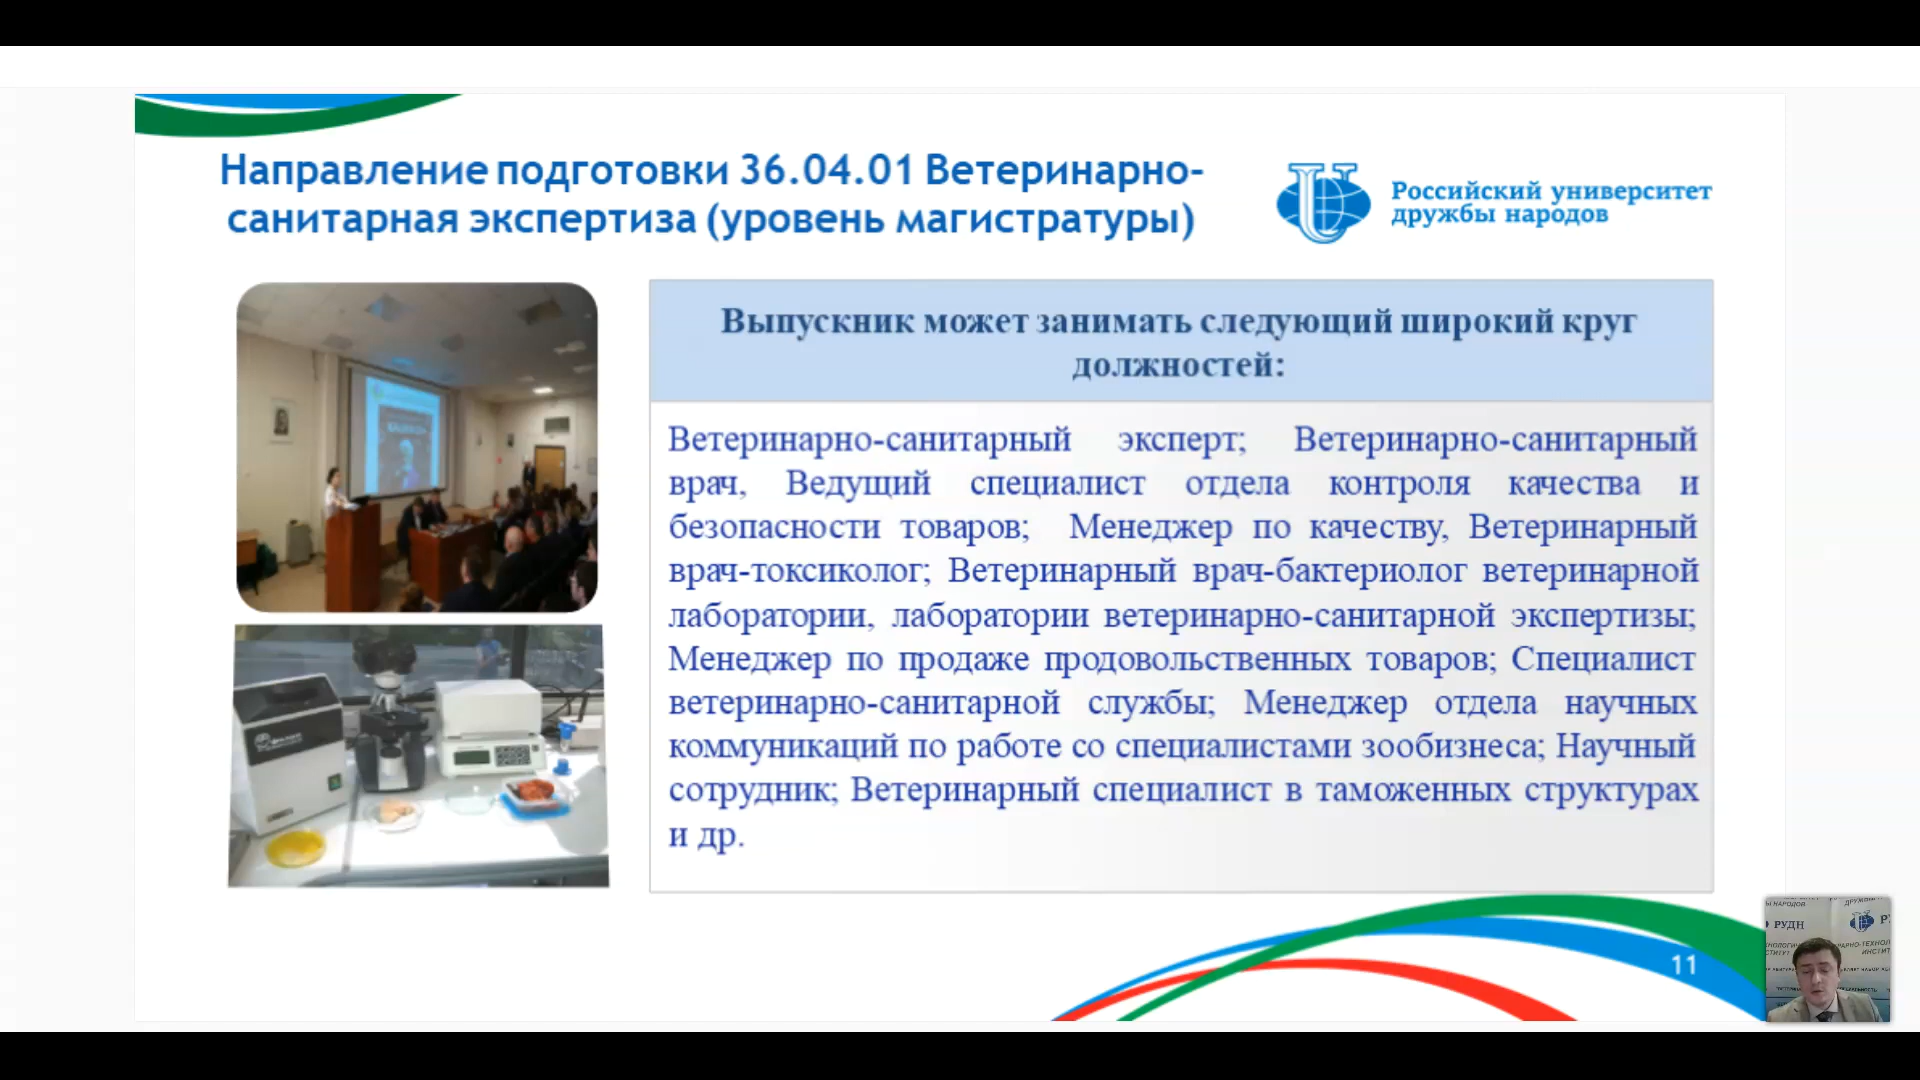 Направление подготовки 36.04.01 Ветеринарно-
санитарная экспертиза (уровень магистратуры)
Российский университет
дружбы народов
Выпускник может занимать следующий широкий круг
должностей:
Ветеринарно-санитарный эксперт; Ветеринарно-санитарный
врач, Ведущий специалист отдела контроля качества и
безопасности товаров; Менеджер по качеству, Ветеринарный
врач-токсиколог; Ветеринарный врач-бактериолог ветеринарной
лаборатории, лаборатории ветеринарно-санитарной экспертизы;
Менеджер по продаже продовольственных товаров; Специалист
ветеринарно-санитарной службы; Менеджер отдела научных
коммуникаций по работе со специалистами зообизнеса; Научный
сотрудник; Ветеринарный специалист в таможенных структурах
и др.
11
РУДН